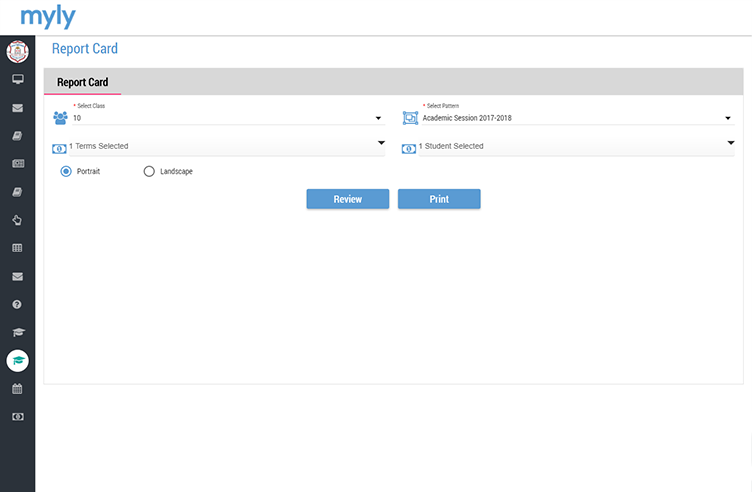 myly
Report Card
Report Card
* Select Class
10
* Select Pattern
Academic Session 2017-2018
1 Terms Selected
1 Student Selected
Portrait
Landscape
Review
Print